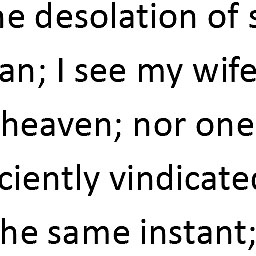 he desolation of s
an; I see my wife
heaven; nor one
ciently vindicated
he same instant;